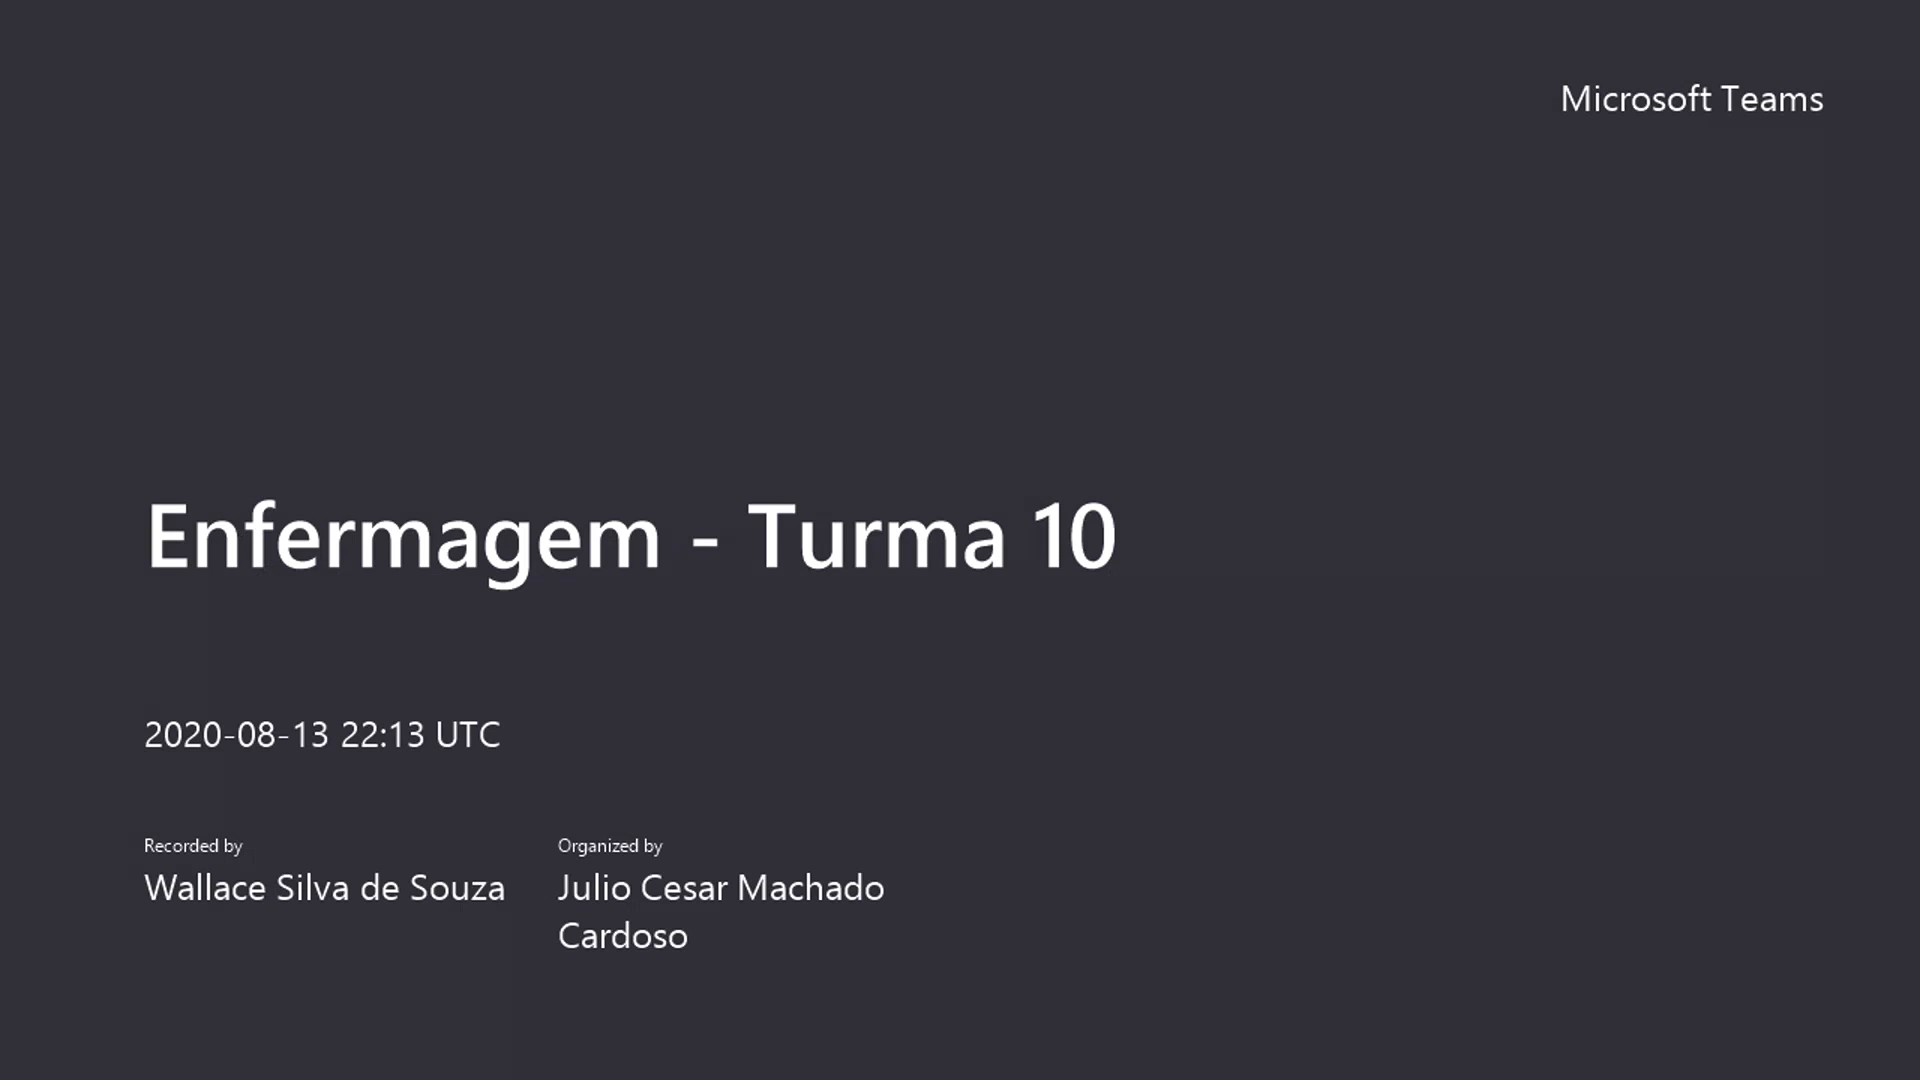 Microsoft Teams
Enfermagem - Turma 10
2020-08-13 22:13 UTC
Recorded by
Wallace Silva de Souza
Organized by
Julio Cesar Machado
Cardoso